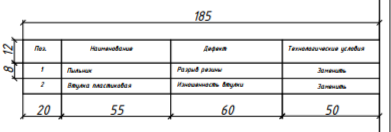 185
12
Поз. Наименование Дефект Технологические условия
8
1 Пыльник Разрыв резины Заменить
2 Втулка пластиковая Изношенность втулки Заменить
20 55 60 50